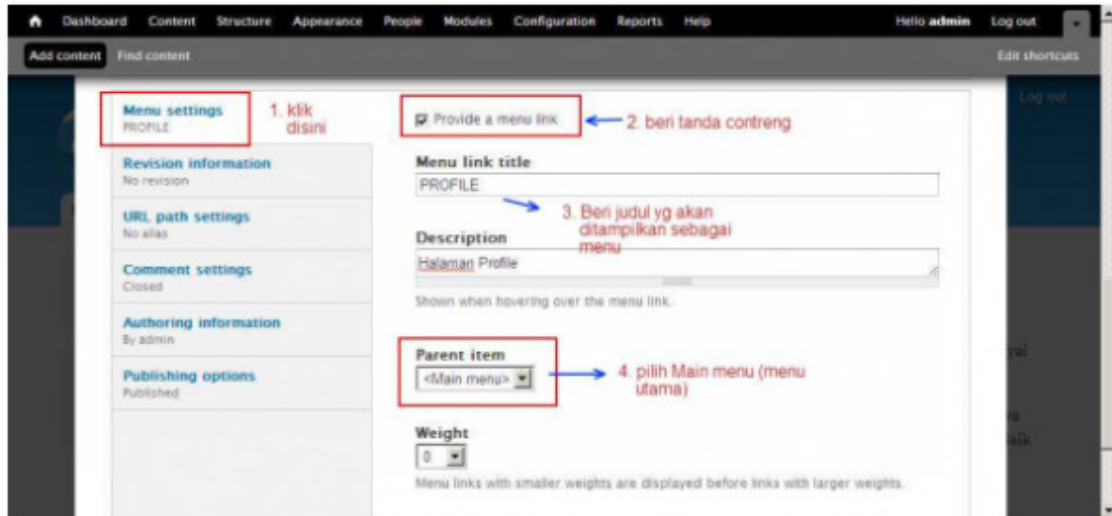 Dashboard Content Structure Appearance People Modules Configuration Reports Help Hello admin Log out
Add content Find content Edit shortcuts
Log out
Menu settings
PROFILE
1. klik
disini
Provide a menu link
2. beri tanda contreng
Revision information
No revision
Menu link title
PROFILE
URL path settings
No alias
3. Beri judul yg akan
ditampilkan sebagai
menu
Description
Halaman Profile
Comment settings
Closed
Shown when hovering over the menu link.
Authoring information
By admin
Parent item
<Main menu>
4. pilih Main menu (menu
utama)
Publishing options
Published
Weight
0
Menu links with smaller weights are displayed before links with larger weights.